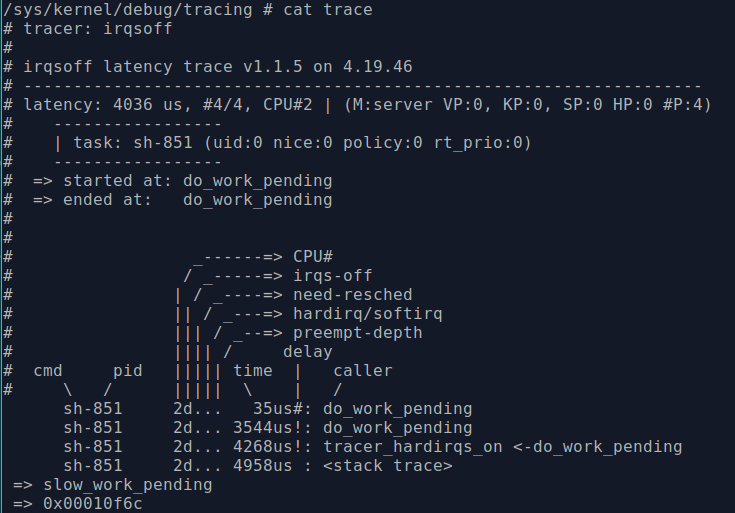 /sys/kernel/debug/tracing # cat trace
# tracer: irqsoff
#
# irqsoff latency trace v1.1.5 on 4.19.46
# --------------------------------------------------------------------
# latency: 4036 us, #4/4, CPU#2 | (M:server VP:0, KP:0, SP:0 HP:0 #P:4)
#    -----------------
#    | task: sh-851 (uid:0 nice:0 policy:0 rt_prio:0)
#    -----------------
#  => started at: do_work_pending
#  => ended at:   do_work_pending
#
#
#                  _------=> CPU#
#                 / _-----=> irqs-off
#                | / _----=> need-resched
#                || / _---=> hardirq/softirq
#                ||| / _--=> preempt-depth
#                |||| /     delay
#  cmd     pid   ||||| time  |   caller
#     \   /      |||||  \    |   /
      sh-851     2d...   35us#: do_work_pending
      sh-851     2d... 3544us!: do_work_pending
      sh-851     2d... 4268us!: tracer_hardirqs_on <-do_work_pending
      sh-851     2d... 4958us : <stack trace>
 => slow_work_pending
 => 0x00010f6c